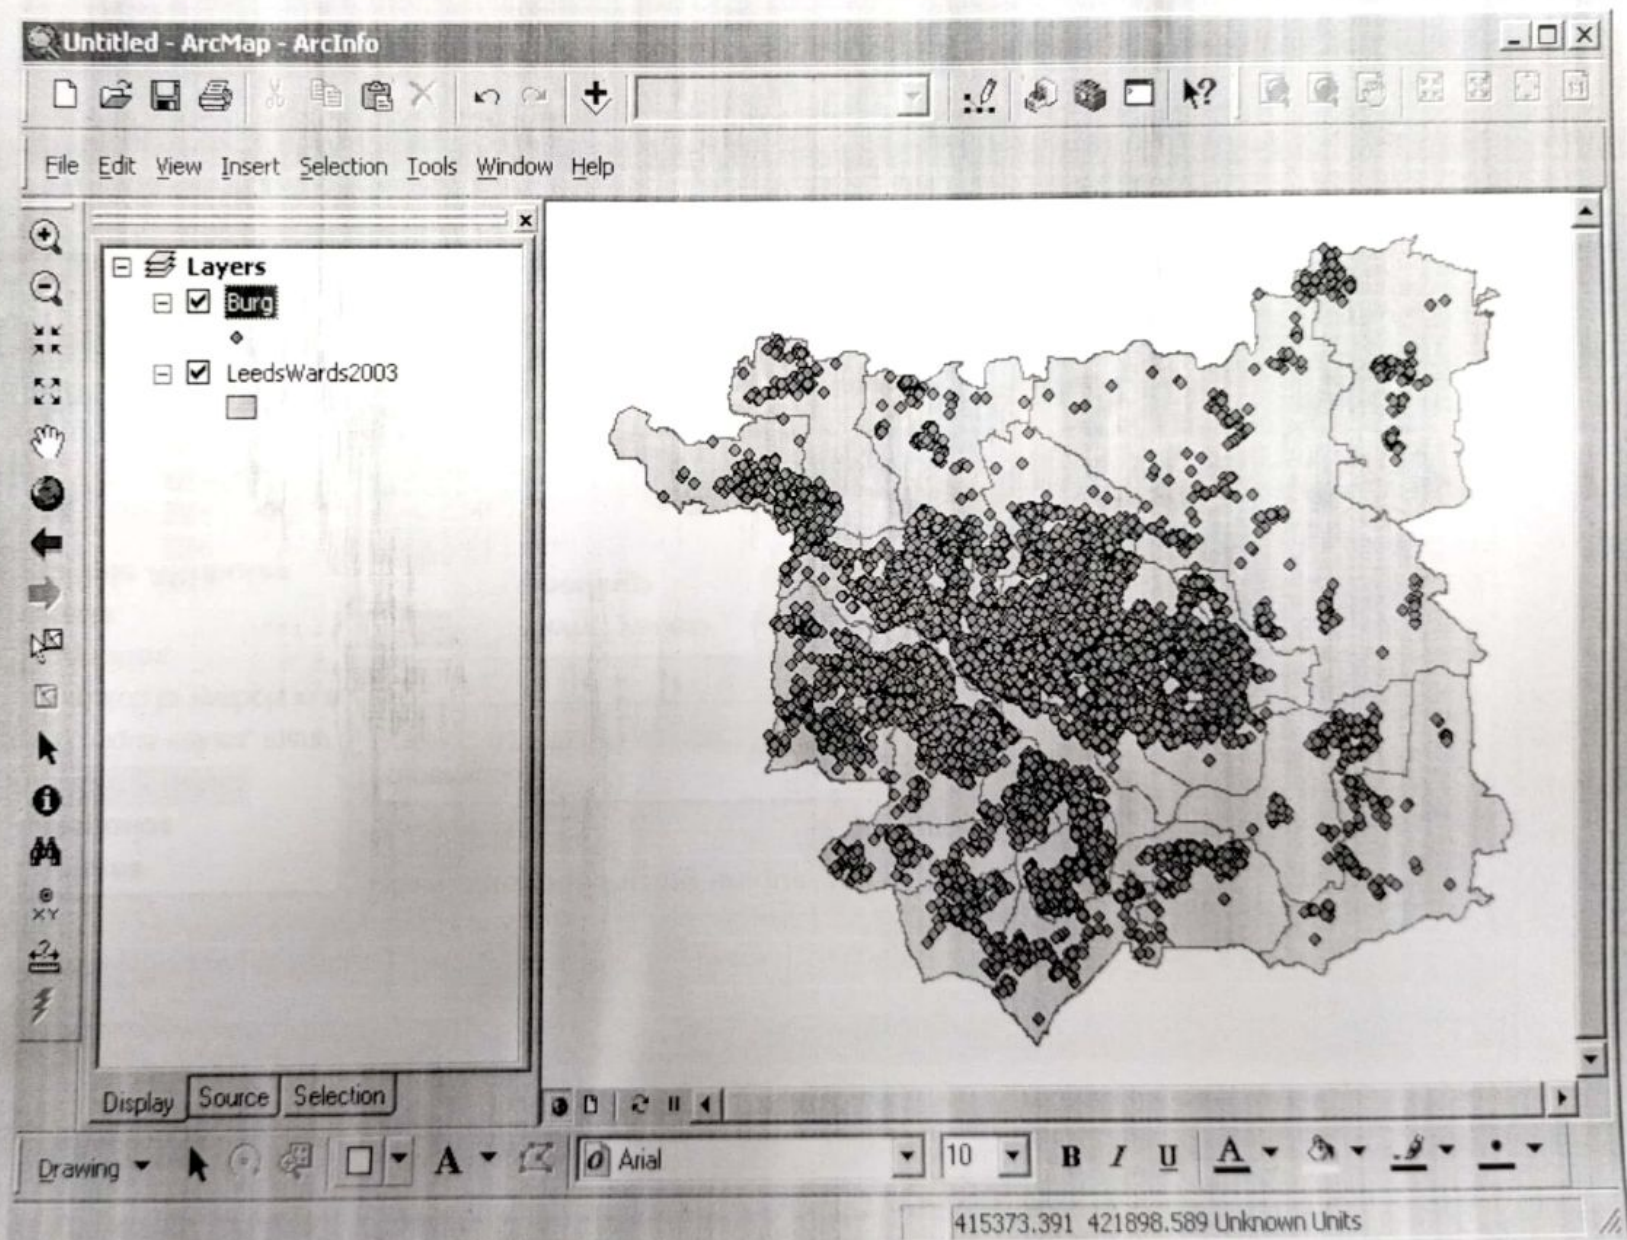 Untitled - ArcMap - ArcInfo
File Edit View Insert Selection Tools Window Help
Layers
Burg
LeedsWards2003
XY
Display Source Selection
Drawing A Arial 10 B I U A
415373.391 421898.589 Unknown Units